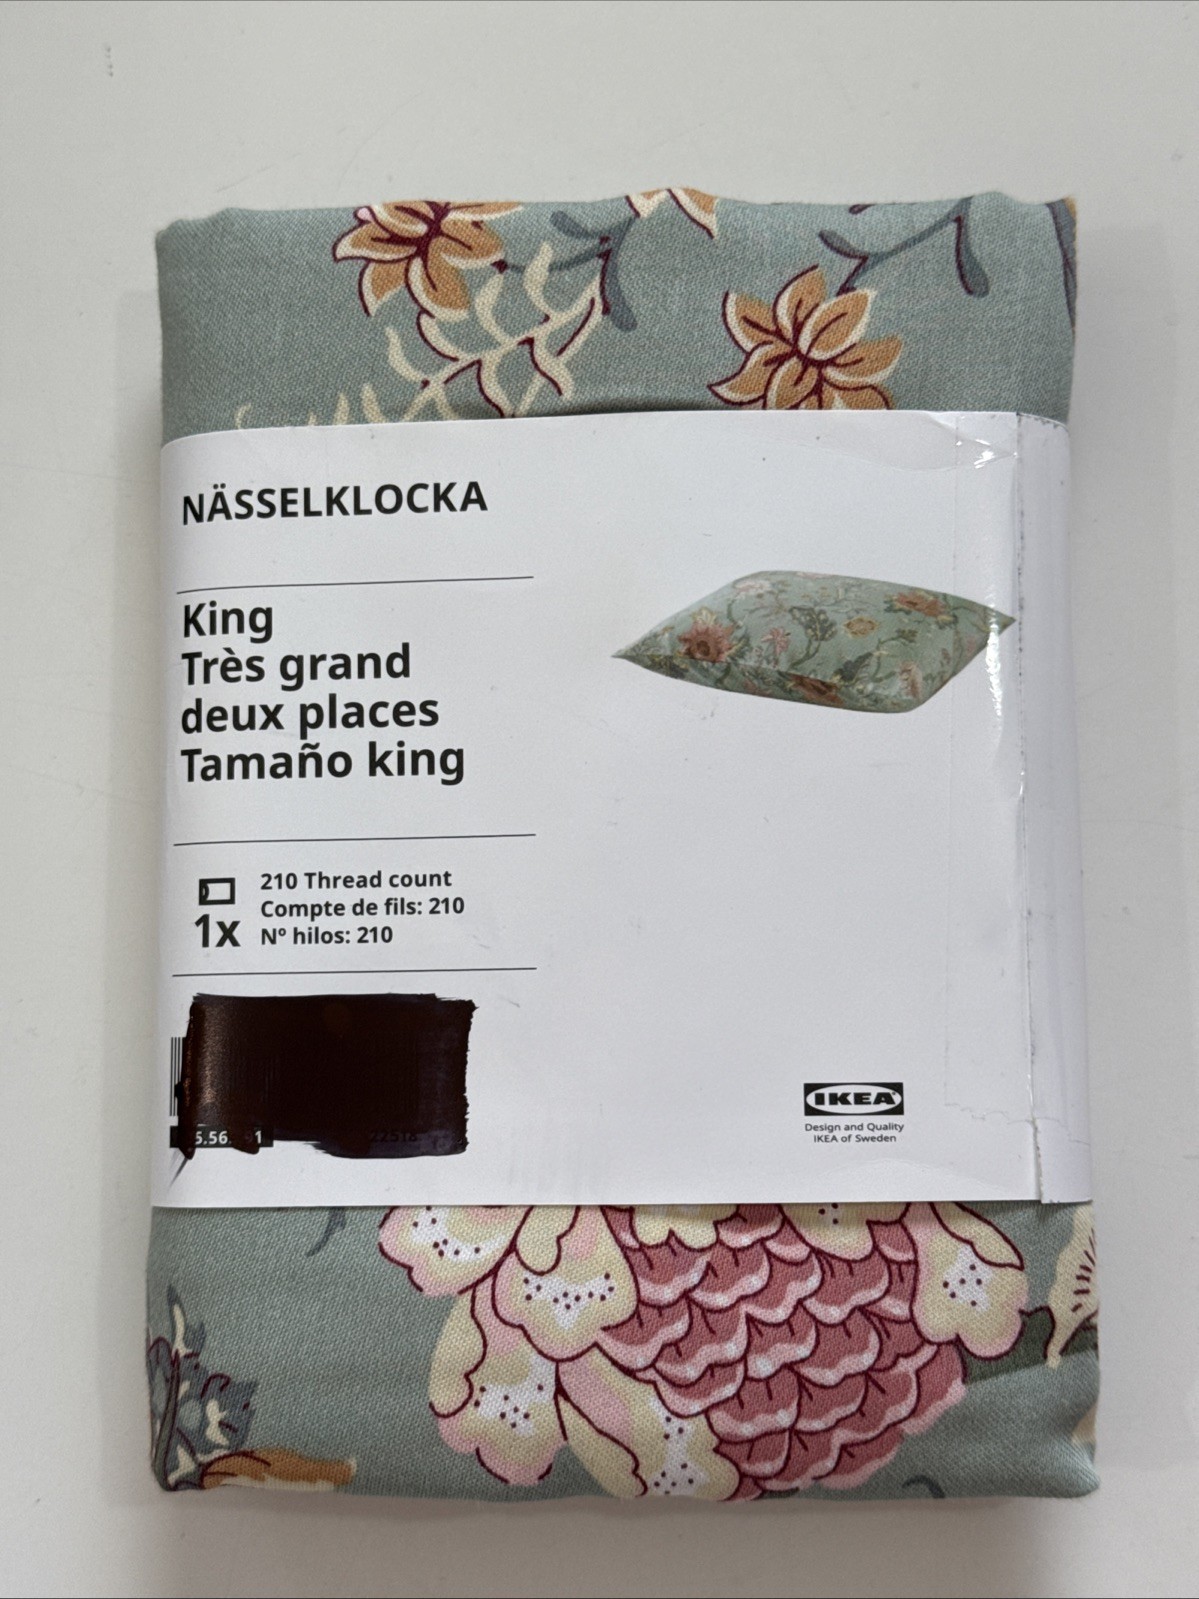 NÄSSELKLOCKA
King
Très grand
deux places
Tamaño king
1x
210 Thread count
Compte de fils: 210
Nº hilos: 210
IKEA
Design and Quality
IKEA of Sweden